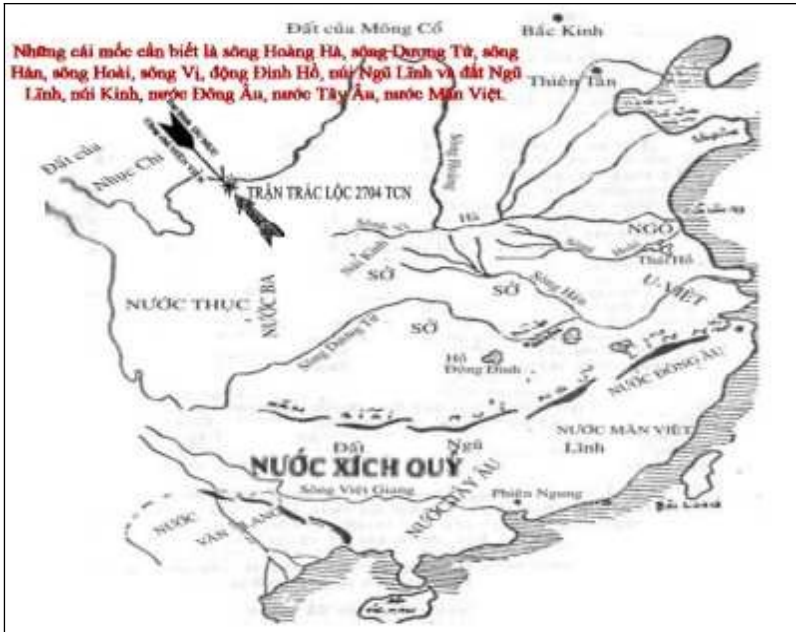 Đất của Mông Cổ
Bắc Kinh
Những cái mốc cần biết là sông Hoàng Hà, sông Dương Tử, sông
Hán, sông Hoài, sông Vị, động Đình Hồ, núi Ngũ Lĩnh và đất Ngũ
Lĩnh, núi Kinh, nước Đông Âu, nước Tây Âu, nước Mân Việt.
Thiên Tân
Đất của
Nhục Chi
TRẬN TRÁC LỘC 2704 TCN
Sông Hoàng
Hà
Sông Vị
Núi Kinh
NGÔ
Sông Hoài
Thái Hồ
SỞ
SỞ
Sông Hán
U-VIỆT
NƯỚC THỤC
NƯỚC BA
SỞ
Sông Dương Tử
Hồ
Động Đình
NƯỚC ĐÔNG ÂU
NƯỚC MÂN VIỆT
Đất
Ngũ
Lĩnh
NƯỚC XÍCH QUỶ
Sông Việt Giang
NƯỚC TÂY ÂU
Phiên Ngung
NƯỚC
VĂN LANG